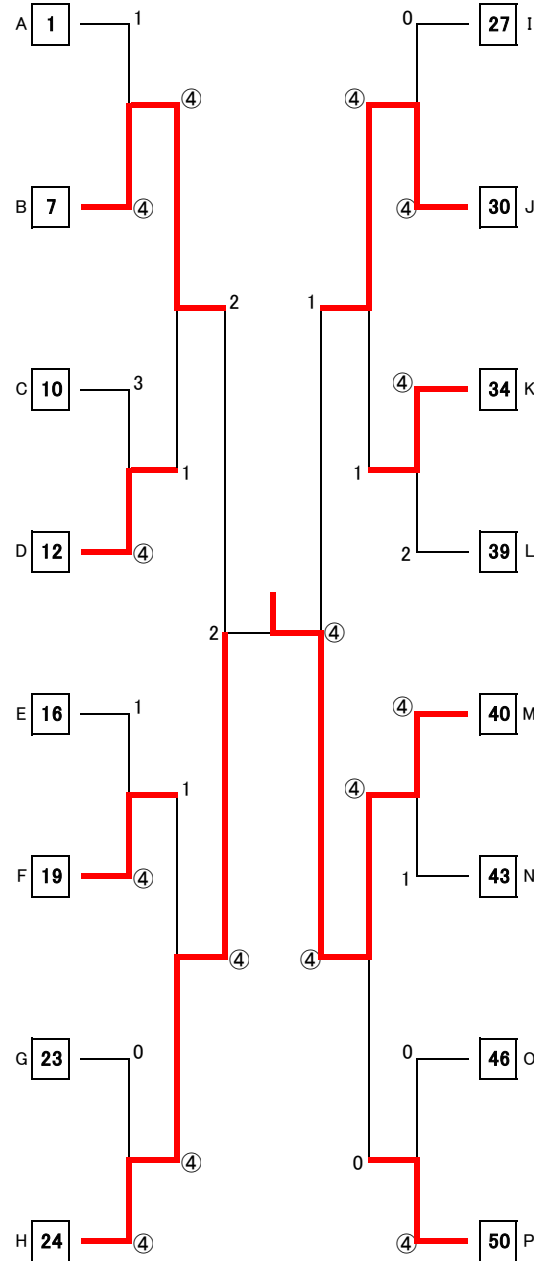 A 1 1 0 27 I
④ ④
B 7 ④ ④ 30 J
2 1
C 10 3 ④ 34 K
1 1
D 12 ④ 2 39 L
2 ④
E 16 1 ④ 40 M
1 ④
F 19 ④ 1 43 N
④ ④
G 23 0 0 46 O
④ 0
H 24 ④ ④ 50 P